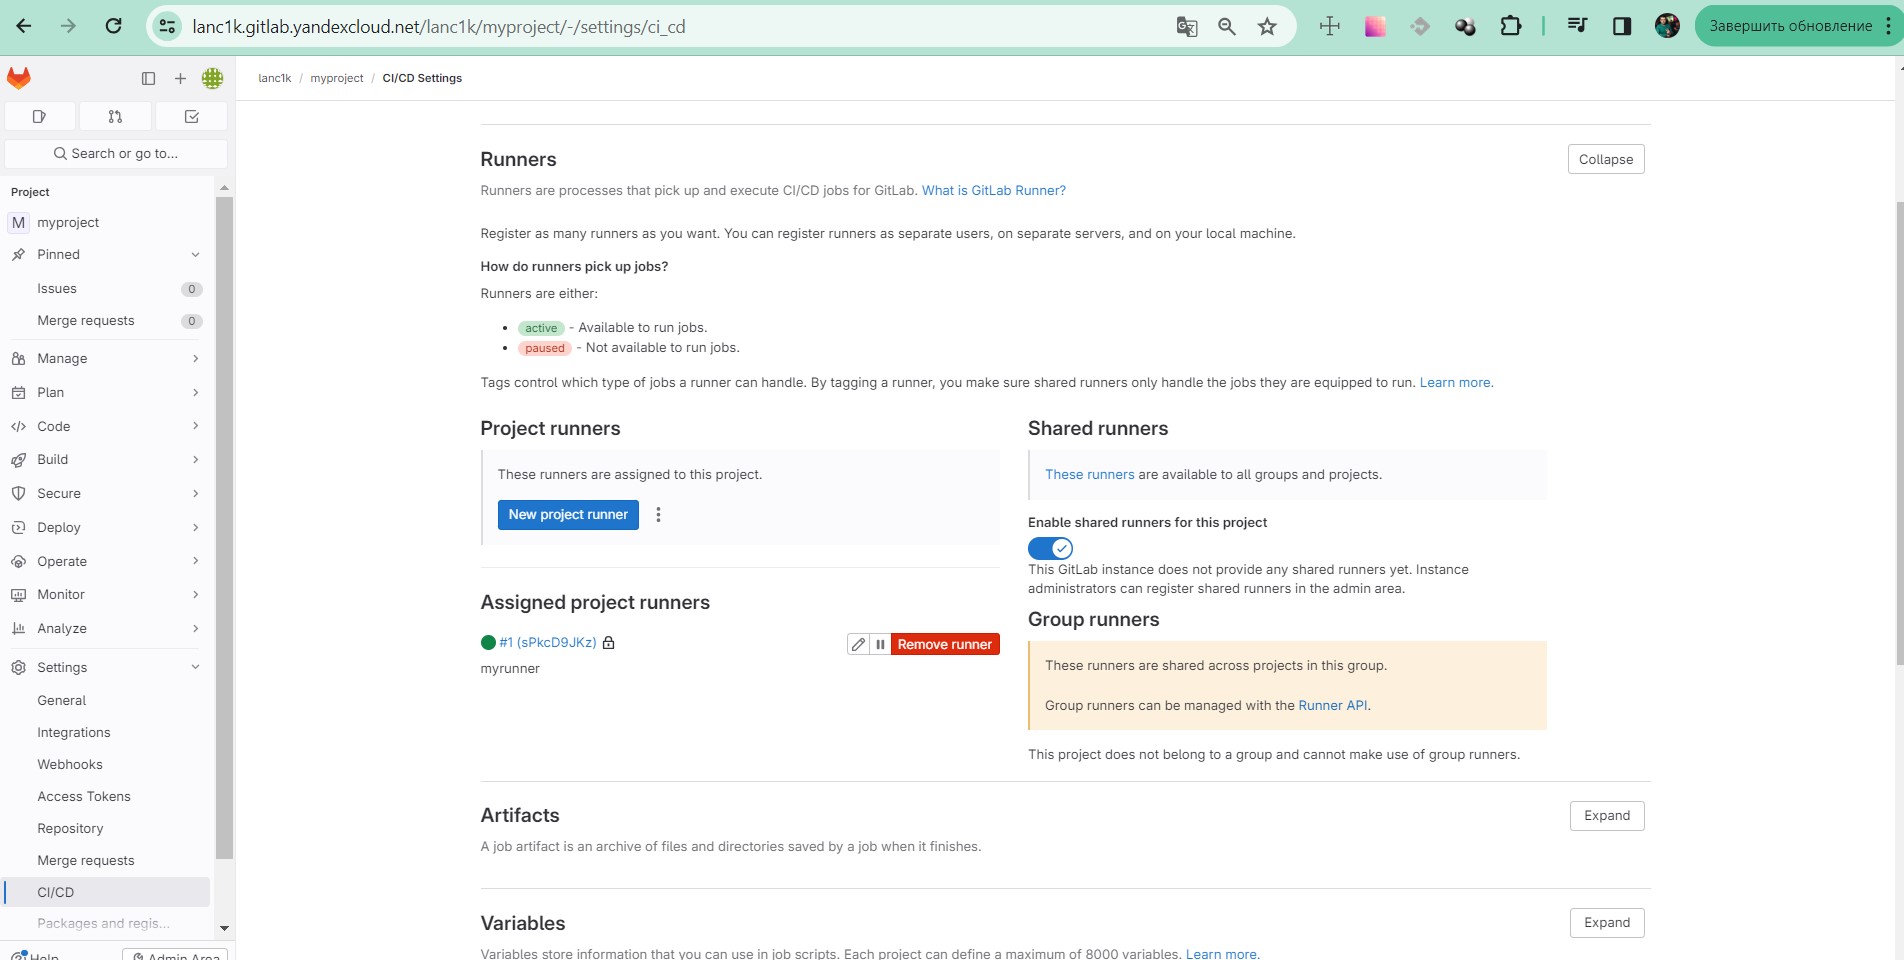 lanc1k.gitlab.yandexcloud.net/lanc1k/myproject/-/settings/ci_cd
Завершить обновление
lanc1k / myproject / CI/CD Settings
Search or go to...
Project
M myproject
Pinned
Issues 0
Merge requests 0
Manage
Plan
Code
Build
Secure
Deploy
Operate
Monitor
Analyze
Settings
General
Integrations
Webhooks
Access Tokens
Repository
Merge requests
CI/CD
Packages and regis...
Help
Admin Area
Runners
Collapse
Runners are processes that pick up and execute CI/CD jobs for GitLab. What is GitLab Runner?
Register as many runners as you want. You can register runners as separate users, on separate servers, and on your local machine.
How do runners pick up jobs?
Runners are either:
active - Available to run jobs.
paused - Not available to run jobs.
Tags control which type of jobs a runner can handle. By tagging a runner, you make sure shared runners only handle the jobs they are equipped to run. Learn more.
Project runners
These runners are assigned to this project.
New project runner
Assigned project runners
#1 (sPkcD9JKz)
Remove runner
myrunner
Shared runners
These runners are available to all groups and projects.
Enable shared runners for this project
This GitLab instance does not provide any shared runners yet. Instance
administrators can register shared runners in the admin area.
Group runners
These runners are shared across projects in this group.
Group runners can be managed with the Runner API.
This project does not belong to a group and cannot make use of group runners.
Artifacts
Expand
A job artifact is an archive of files and directories saved by a job when it finishes.
Variables
Expand
Variables store information that you can use in job scripts. Each project can define a maximum of 8000 variables. Learn more.